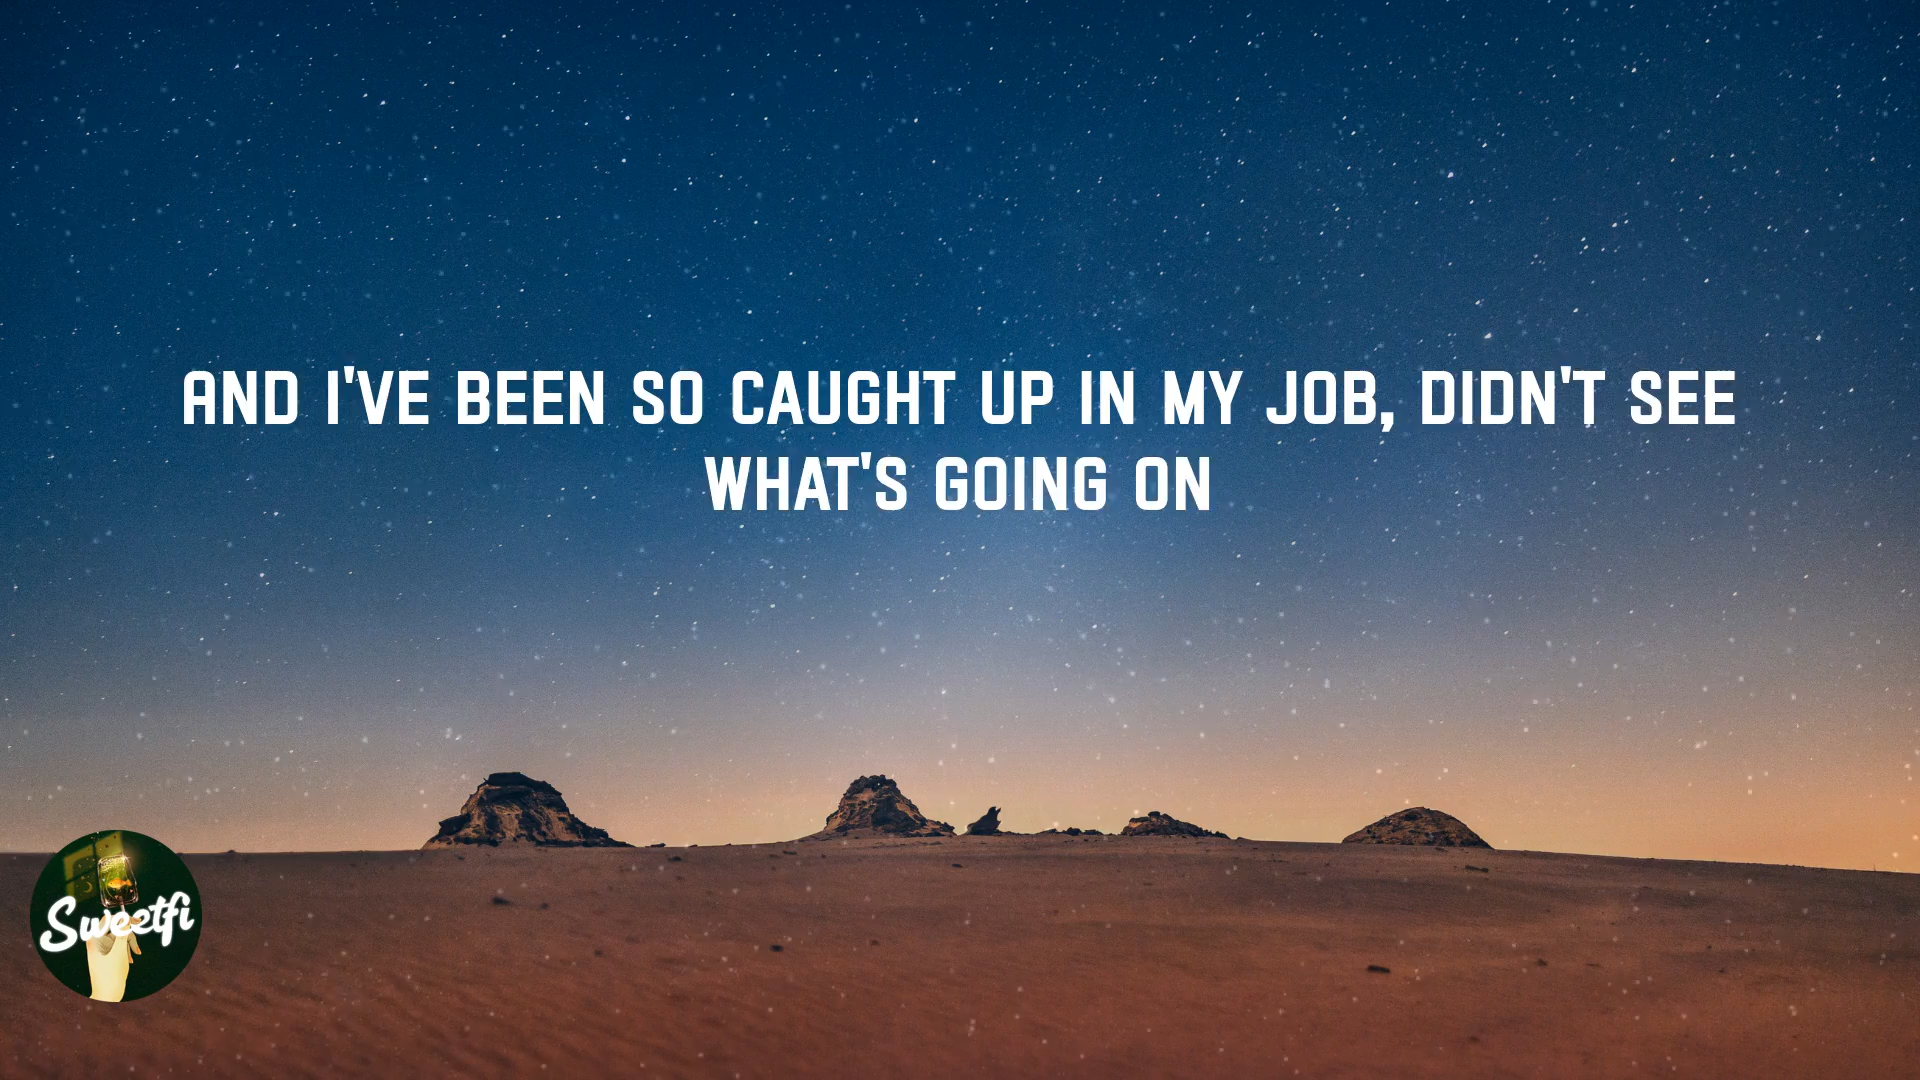 AND I'VE BEEN SO CAUGHT UP IN MY JOB, DIDN'T SEE
WHAT'S GOING ON
Sweetfi